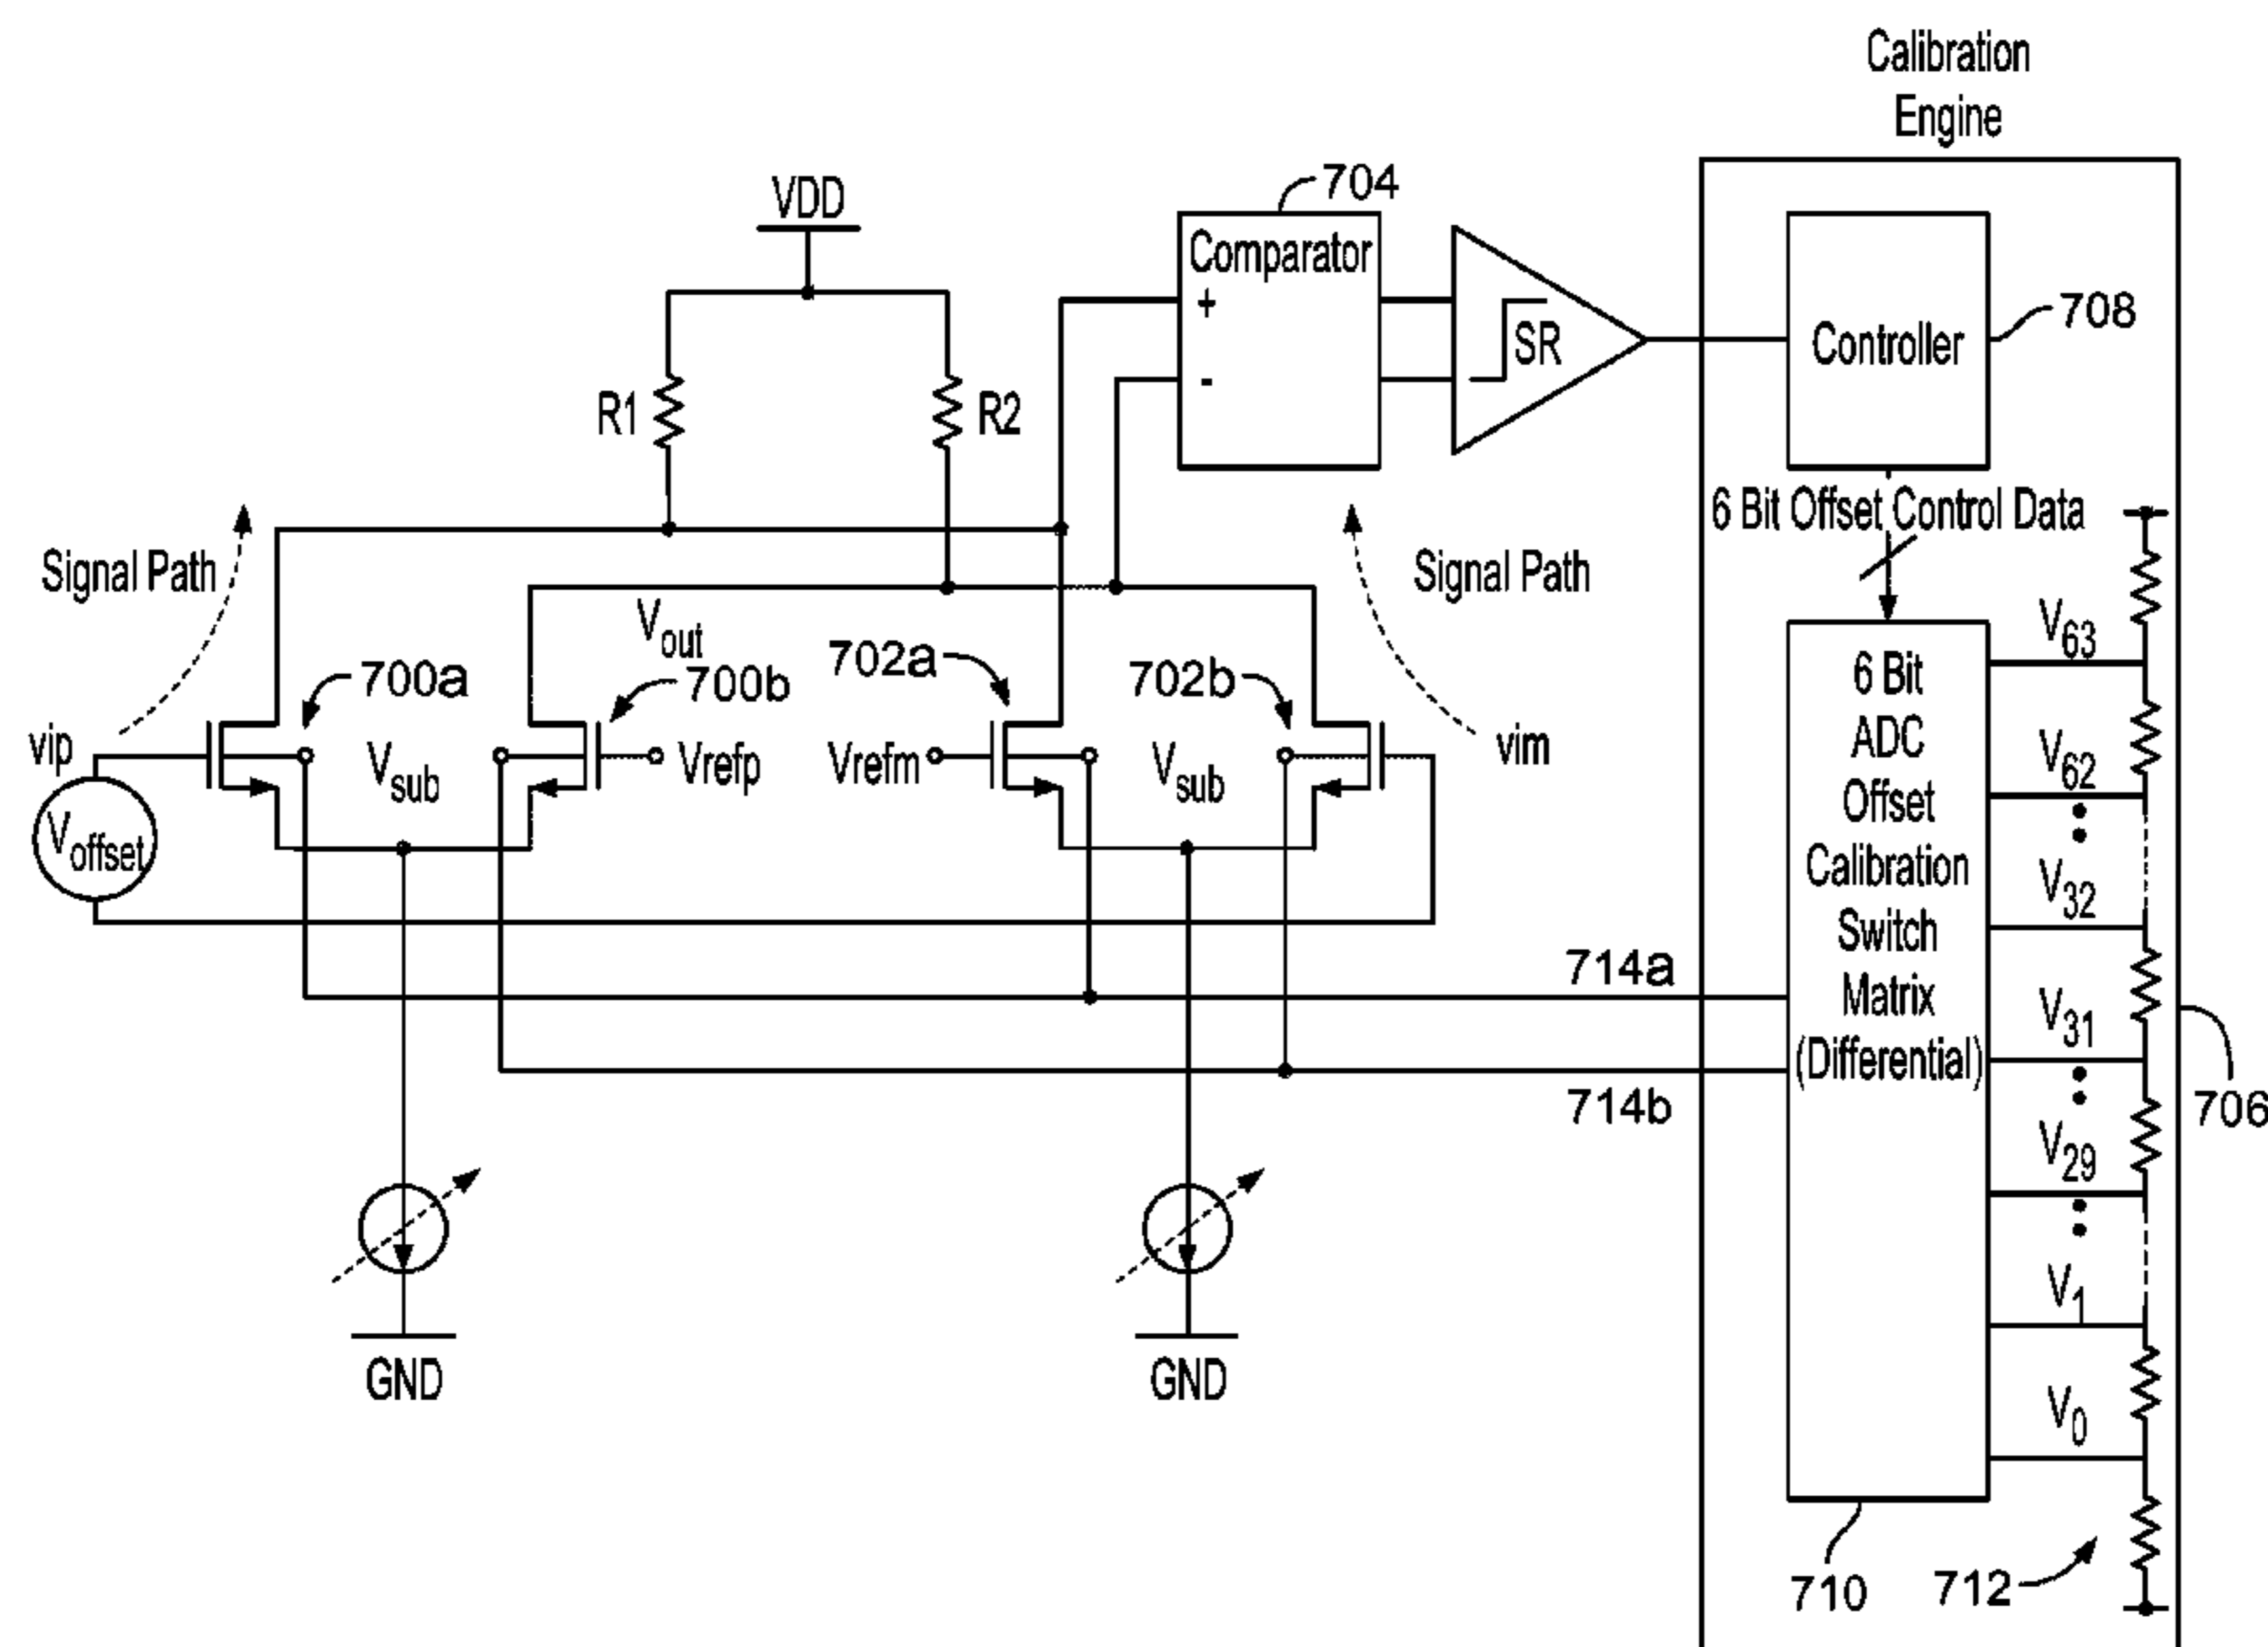 Calibration
Engine
704
VDD
Comparator
+
-
SR
Controller
708
R1
R2
6 Bit Offset Control Data
Signal Path
Signal Path
Vout
700a
700b
702a
702b
vip
Vsub
Vrefp
Vrefm
Vsub
vim
Voffset
6 Bit
ADC
Offset
Calibration
Switch
Matrix
(Differential)
V63
V62
V32
V31
V29
V1
V0
714a
714b
706
GND
GND
710
712